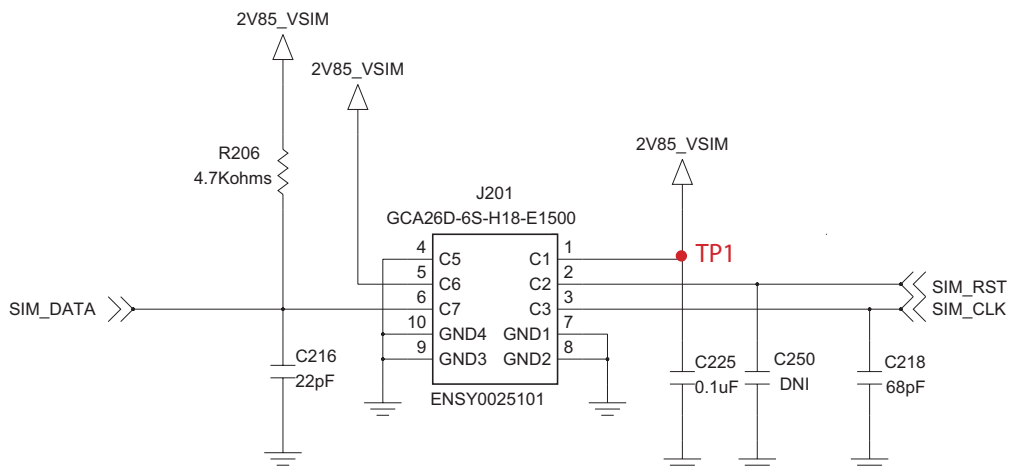 2V85_VSIM
2V85_VSIM
R206
4.7Kohms
2V85_VSIM
J201
GCA26D-6S-H18-E1500
TP1
4 C5 C1 1
5 C6 C2 2
6 C7 C3 3
10 GND4 GND1 7
9 GND3 GND2 8
SIM_DATA
SIM_RST
SIM_CLK
C216
22pF
C225
0.1uF
C250
DNI
C218
68pF
ENSY0025101